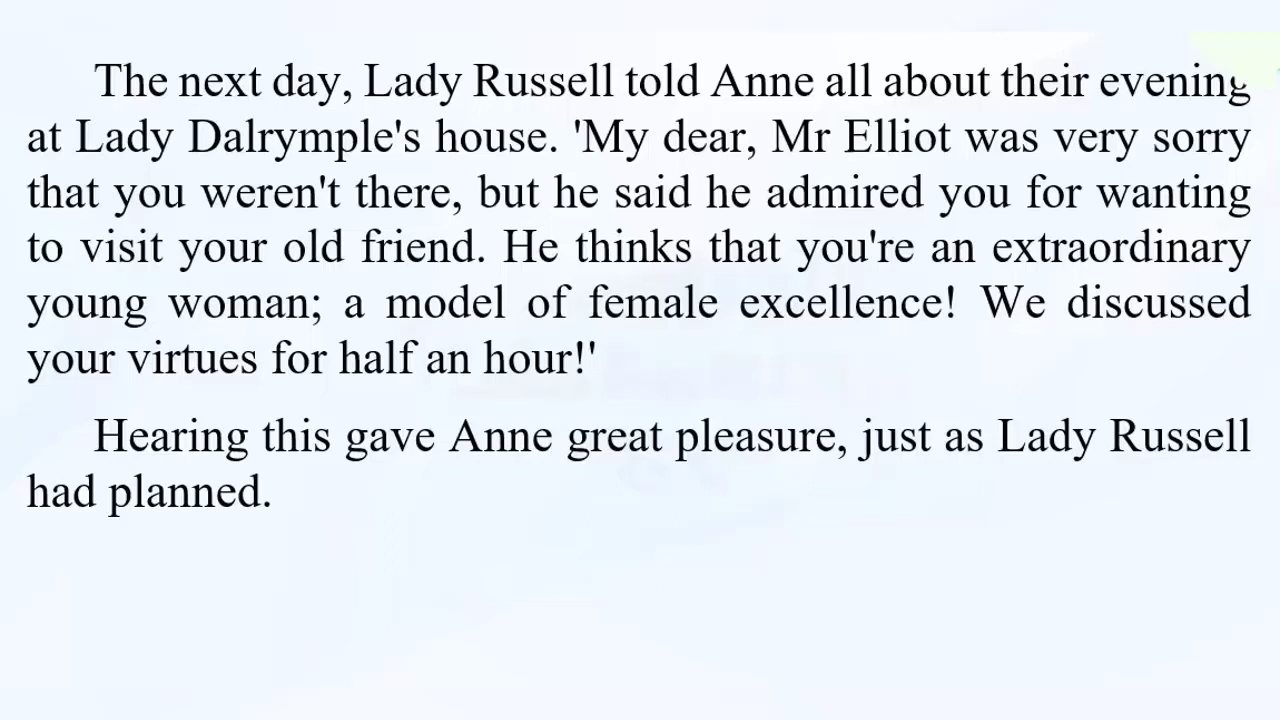 The next day, Lady Russell told Anne all about their evening
at Lady Dalrymple's house. 'My dear, Mr Elliot was very sorry
that you weren't there, but he said he admired you for wanting
to visit your old friend. He thinks that you're an extraordinary
young woman; a model of female excellence! We discussed
your virtues for half an hour!'
Hearing this gave Anne great pleasure, just as Lady Russell
had planned.